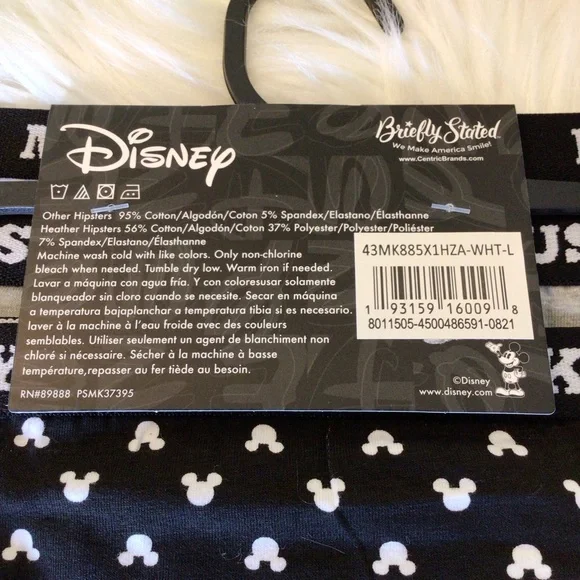 DISNEY
Briefly Stated
We Make America Smile!
www.CentricBrands.com
Other Hipsters 95% Cotton/Algodón/Coton 5% Spandex/Elastano/Élasthanne
Heather Hipsters 56% Cotton/Algodón/Coton 37% Polyester/Polyester/Poliéster
7% Spandex/Elastano/Élasthanne
Machine wash cold with like colors. Only non-chlorine
bleach when needed. Tumble dry low. Warm iron if needed.
Lavar a máquina con agua fría. Y con coloresusar solamente
blanqueador sin cloro cuando se necesite. Secar en máquina
a temperatura bajaplanchar a temperatura tibia si es necesario.
laver à la machine à l'eau froide avec des couleurs
semblables. Utiliser seulement un agent de blanchiment non
chloré si nécessaire. Sécher à la machine à basse
température,repasser au fer tiède au besoin.
RN#89888 PSMK37395
43MK885X1HZA-WHT-L
1 93159 16009 8
8011505-4500486591-0821
©Disney
www.disney.com